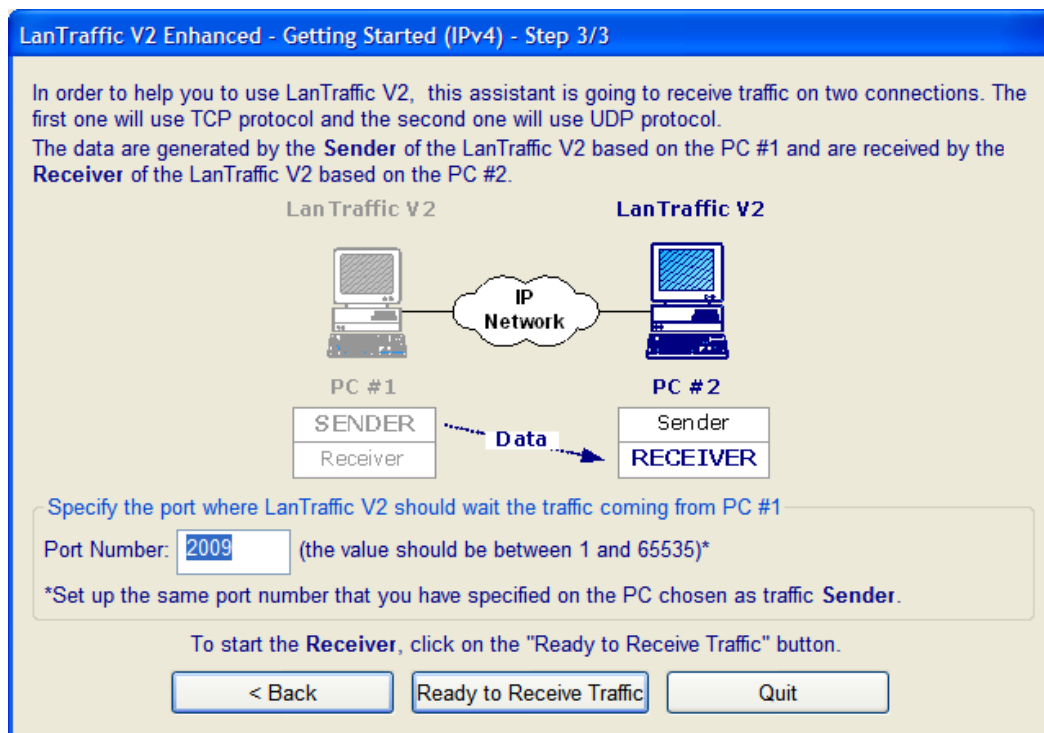 LanTraffic V2 Enhanced - Getting Started (IPv4) - Step 3/3
In order to help you to use LanTraffic V2, this assistant is going to receive traffic on two connections. The
first one will use TCP protocol and the second one will use UDP protocol.
The data are generated by the Sender of the LanTraffic V2 based on the PC #1 and are received by the
Receiver of the LanTraffic V2 based on the PC #2.
LanTraffic V2
LanTraffic V2
IP
Network
PC #1
PC #2
SENDER
Receiver
Data
Sender
RECEIVER
Specify the port where LanTraffic V2 should wait the traffic coming from PC #1
Port Number: 2009 (the value should be between 1 and 65535)*
*Set up the same port number that you have specified on the PC chosen as traffic Sender.
To start the Receiver, click on the "Ready to Receive Traffic" button.
< Back
Ready to Receive Traffic
Quit